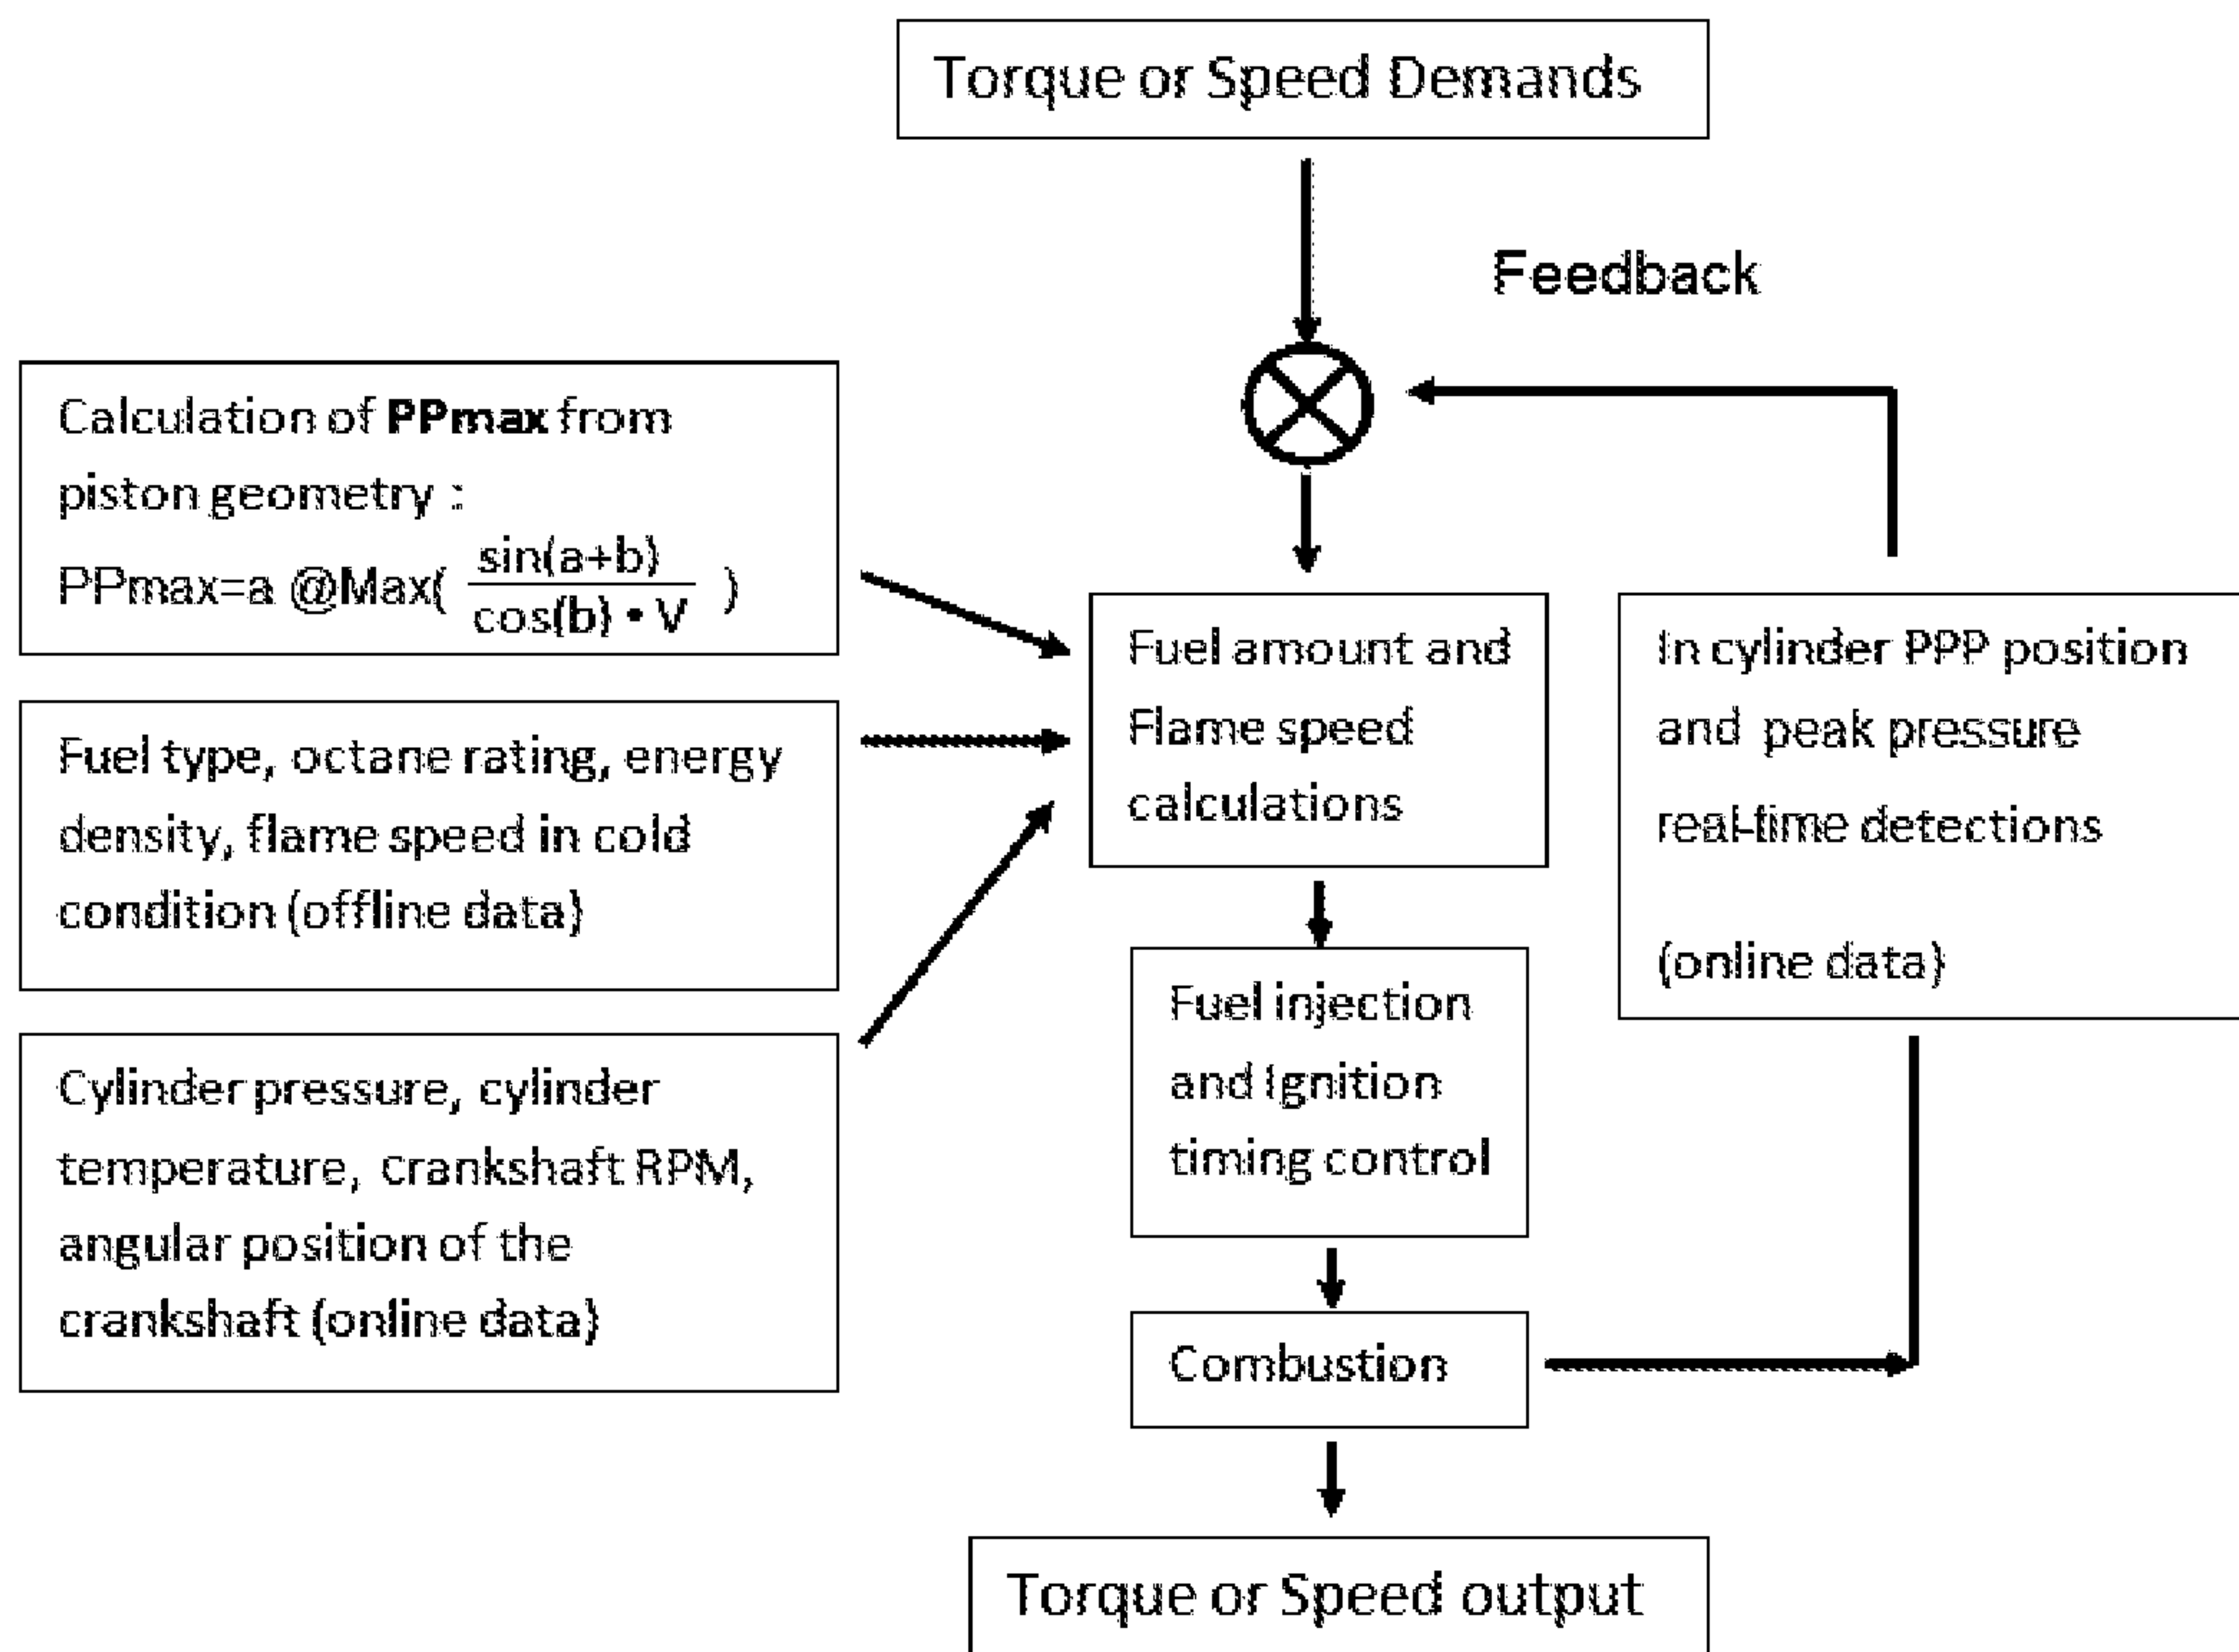 Torque or Speed Demands
Feedback
Calculation of PPmax from
piston geometry :
PPmax=a @Max( sin(a+b) / cos(b) • V )
Fuel type, octane rating, energy
density, flame speed in cold
condition (offline data)
Cylinder pressure, cylinder
temperature, crankshaft RPM,
angular position of the
crankshaft (online data)
Fuel amount and
Flame speed
calculations
Fuel injection
and Ignition
timing control
Combustion
In cylinder PPP position
and peak pressure
real-time detections
(online data)
Torque or Speed output